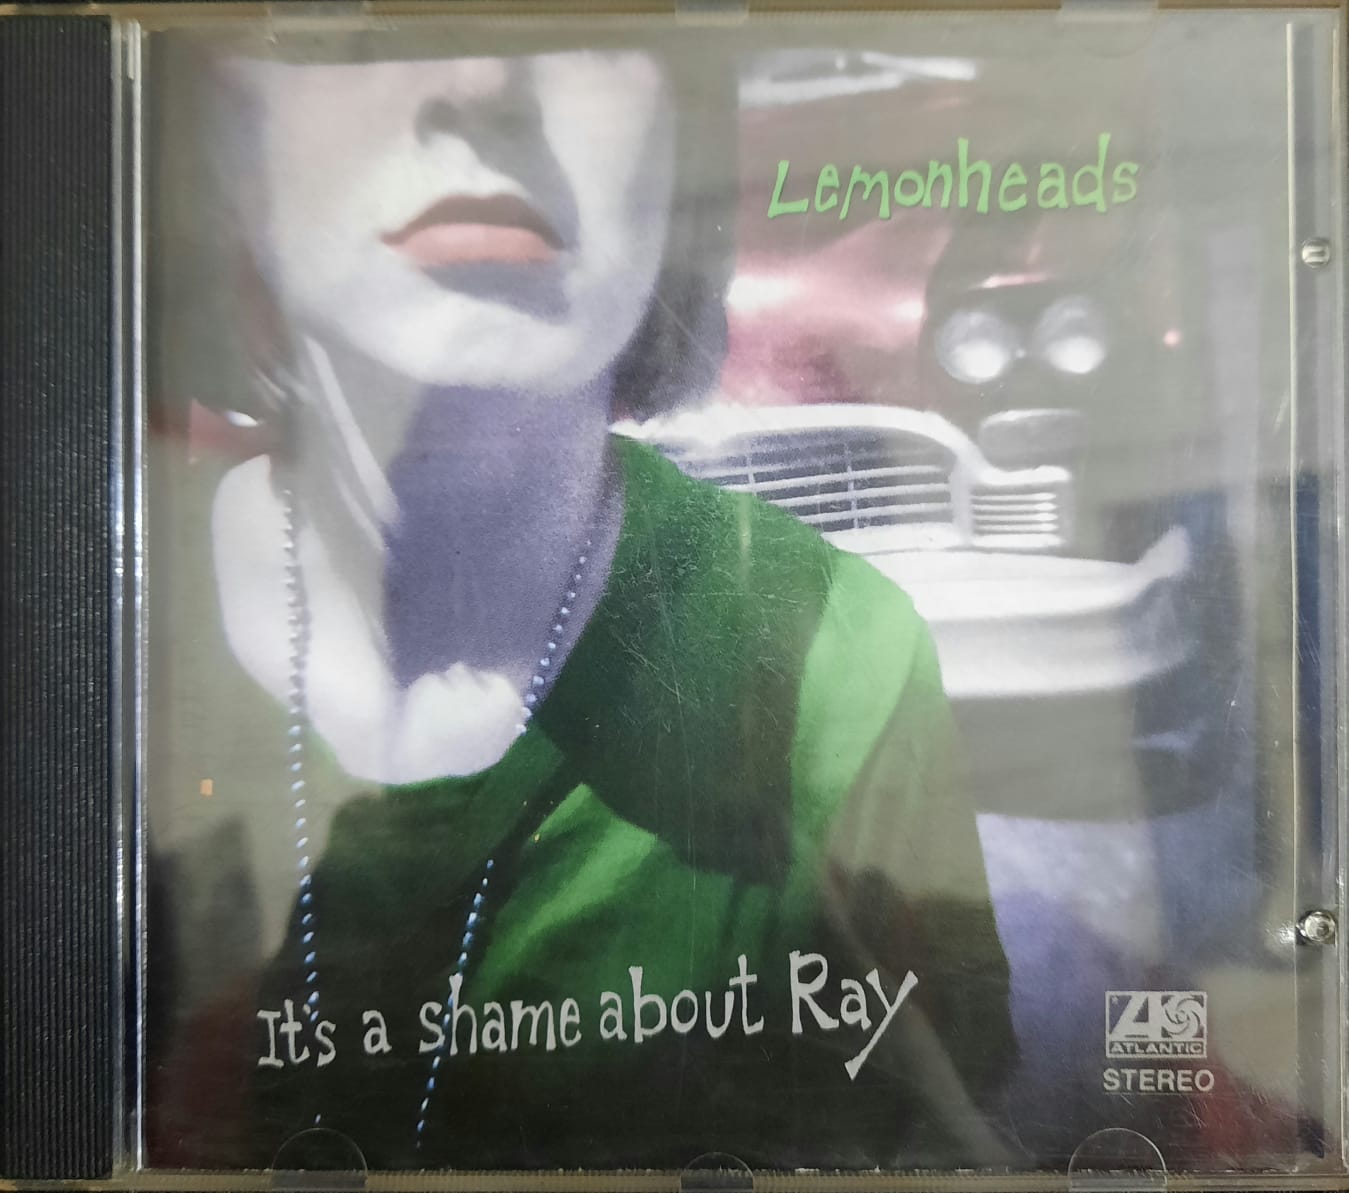 Lemonheads
It's a shame about Ray
ATLANTIC
STEREO